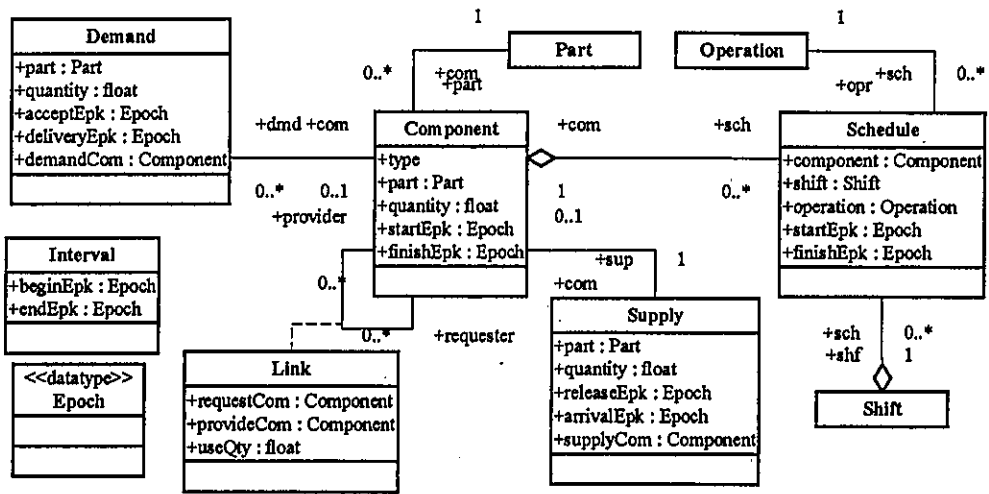 1
1
Demand
+part : Part
+quantity : float
+acceptEpk : Epoch
+deliveryEpk : Epoch
+demandCom : Component
Part
Operation
0..*
+com
+part
+sch
+opr
0..*
+dmd +com
Component
+type
+part : Part
+quantity : float
+startEpk : Epoch
+finishEpk : Epoch
+com
+sch
Schedule
+component : Component
+shift : Shift
+operation : Operation
+startEpk : Epoch
+finishEpk : Epoch
0..*
0..1
+provider
1
0..1
0..*
Interval
+beginEpk : Epoch
+endEpk : Epoch
0..*
+sup
1
+com
0..*
+requester
Supply
+part : Part
+quantity : float
+releaseEpk : Epoch
+arrivalEpk : Epoch
+supplyCom : Component
+sch
0..*
+shf
1
Shift
<<datatype>>
Epoch
Link
+requestCom : Component
+provideCom : Component
+useQty : float